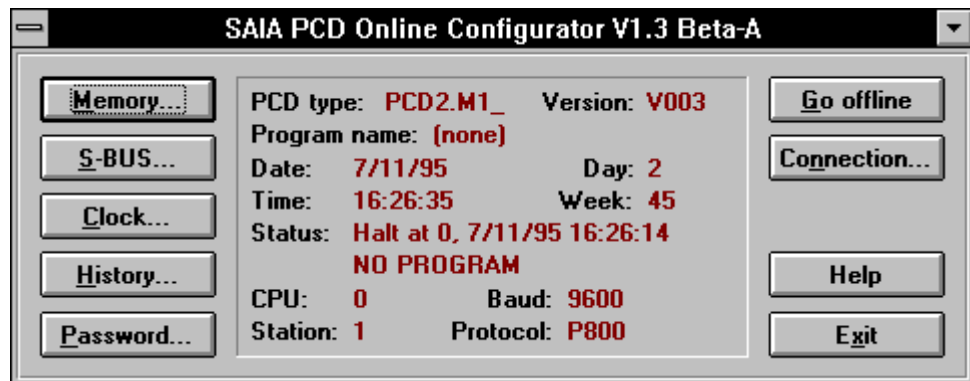 SAIA PCD Online Configurator V1.3 Beta-A
Memory...
S-BUS...
Clock...
History...
Password...
PCD type: PCD2.M1_ Version: V003
Program name: (none)
Date: 7/11/95 Day: 2
Time: 16:26:35 Week: 45
Status: Halt at 0, 7/11/95 16:26:14
NO PROGRAM
CPU: 0 Baud: 9600
Station: 1 Protocol: P800
Go offline
Connection...
Help
Exit